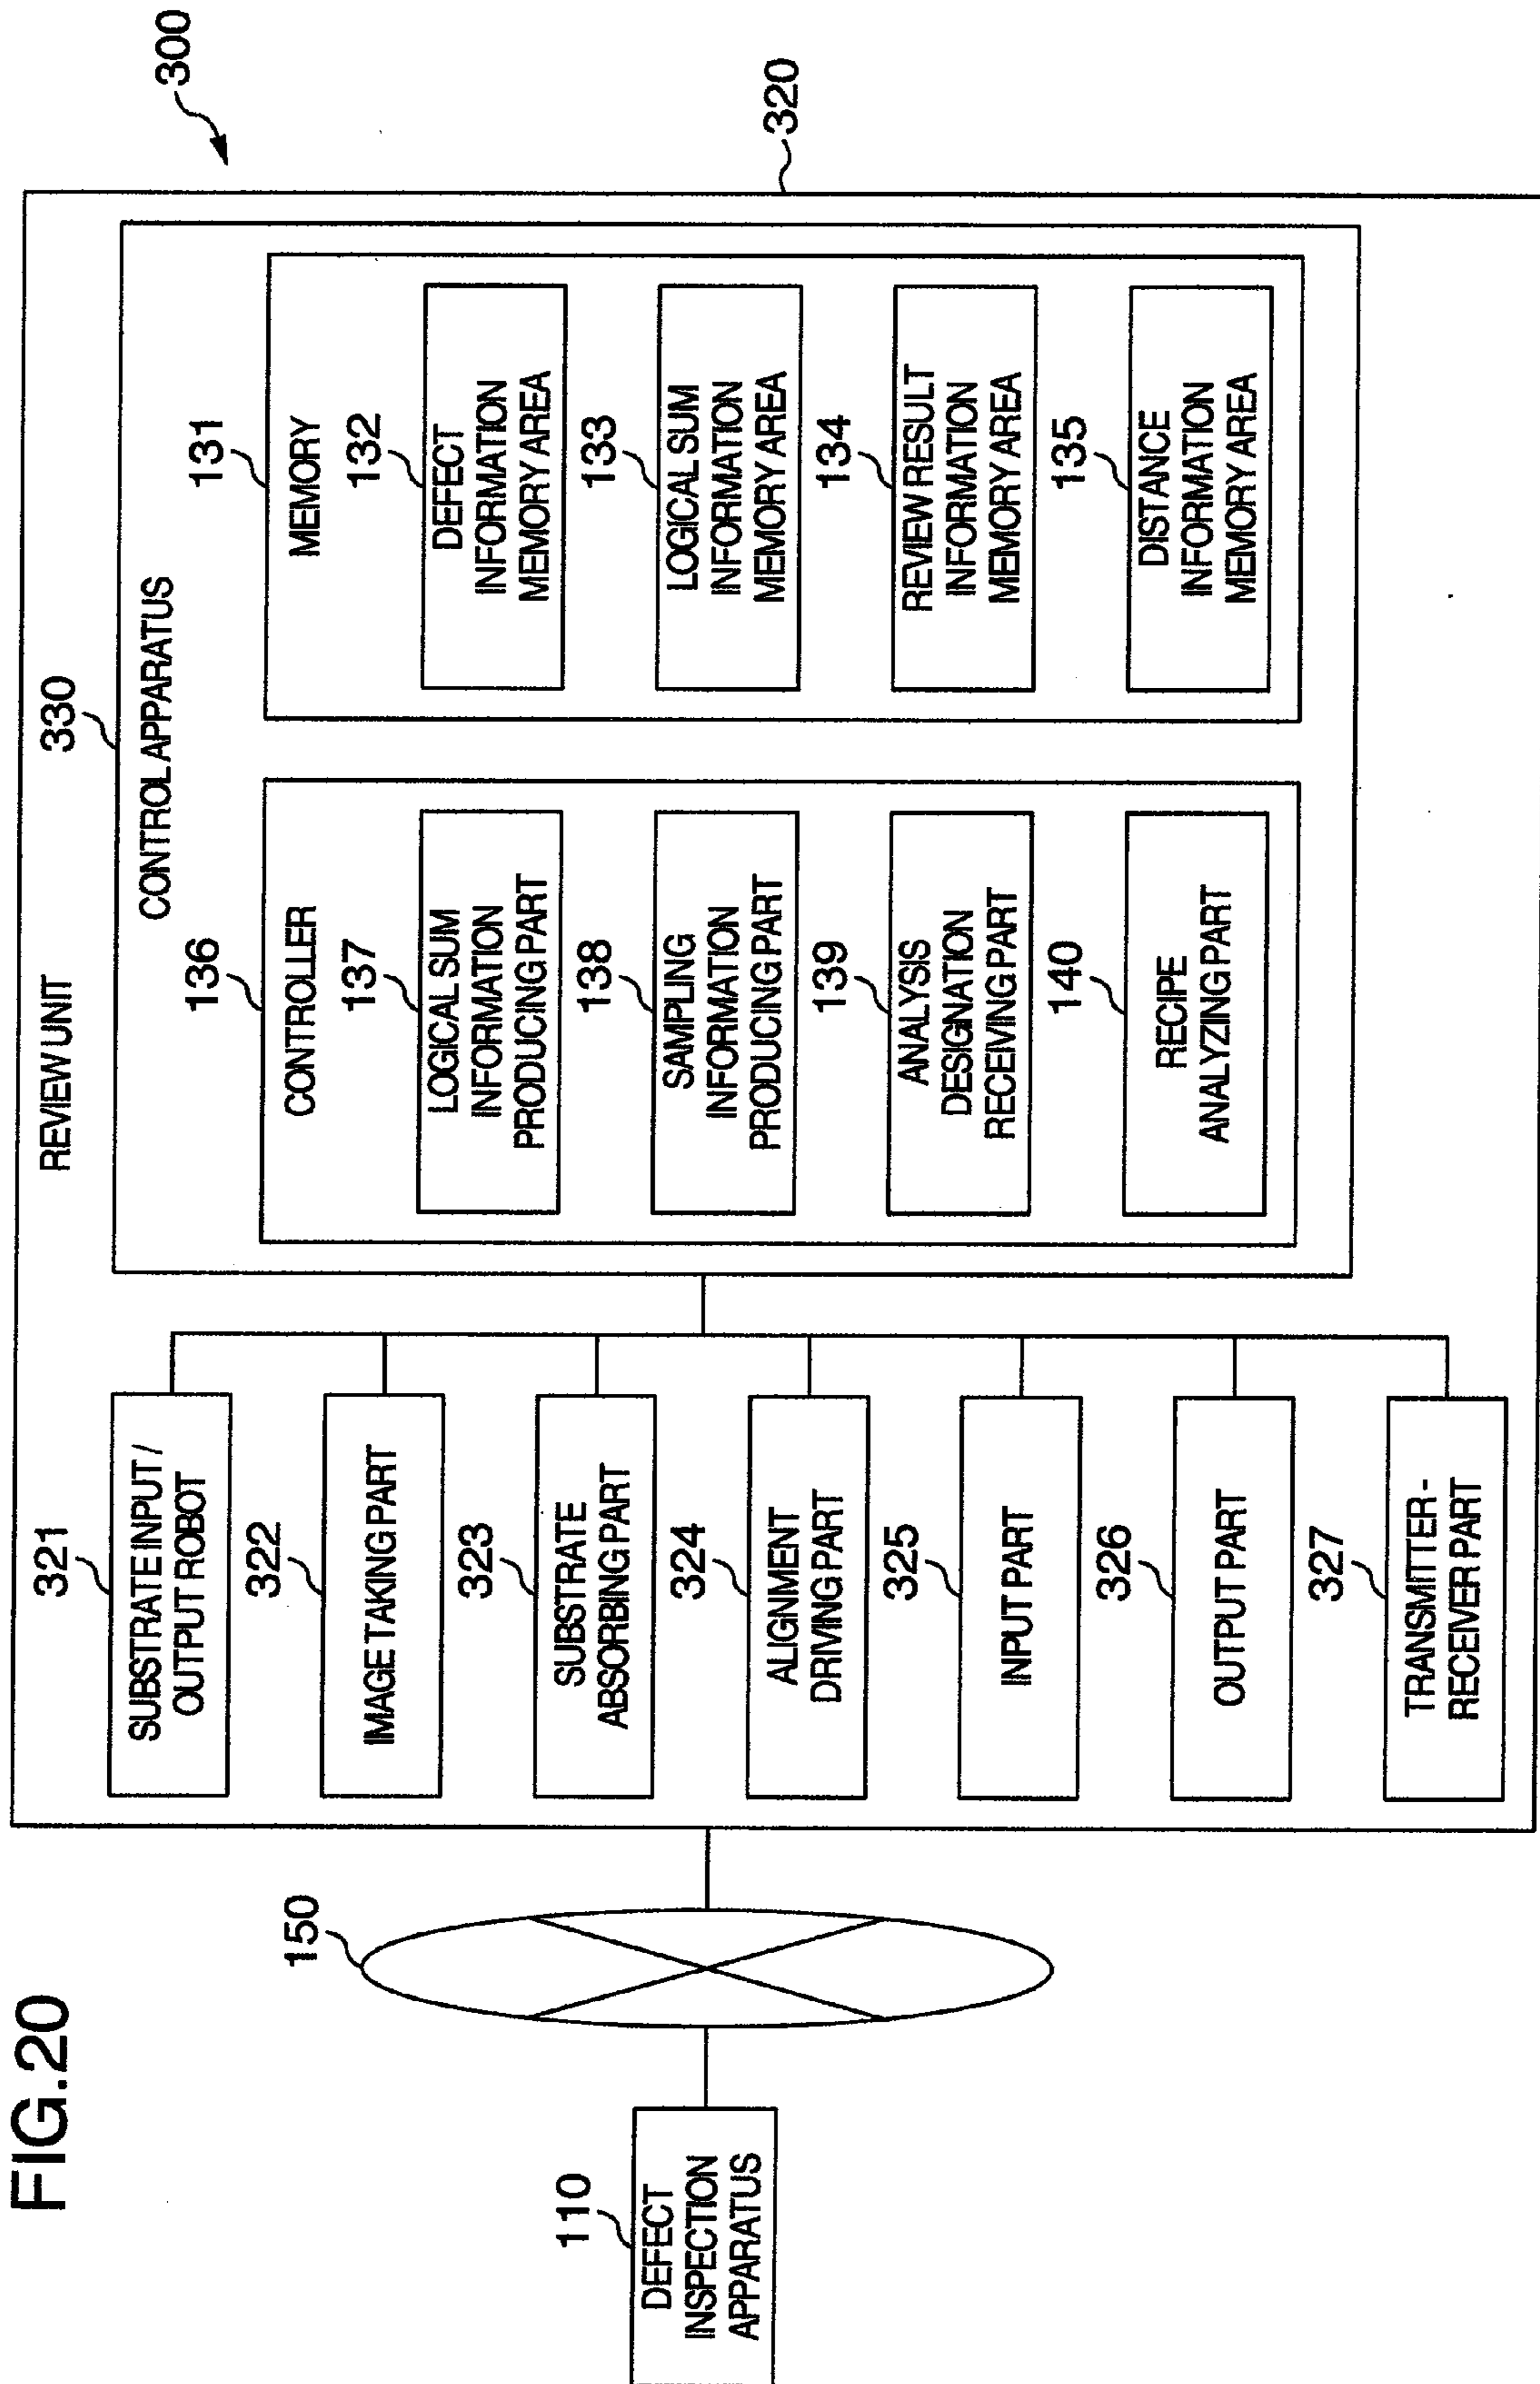 FIG.20
300
320
REVIEW UNIT
330
CONTROL APPARATUS
110
DEFECT
INSPECTION
APPARATUS
150
321
SUBSTRATE INPUT /
OUTPUT ROBOT
322
IMAGE TAKING PART
323
SUBSTRATE
ABSORBING PART
324
ALIGNMENT
DRIVING PART
325
INPUT PART
326
OUTPUT PART
327
TRANSMITTER -
RECEIVER PART
136
CONTROLLER
137
LOGICAL SUM
INFORMATION
PRODUCING PART
138
SAMPLING
INFORMATION
PRODUCING PART
139
ANALYSIS
DESIGNATION
RECEIVING PART
140
RECIPE
ANALYZING PART
131
MEMORY
132
DEFECT
INFORMATION
MEMORY AREA
133
LOGICAL SUM
INFORMATION
MEMORY AREA
134
REVIEW RESULT
INFORMATION
MEMORY AREA
135
DISTANCE
INFORMATION
MEMORY AREA